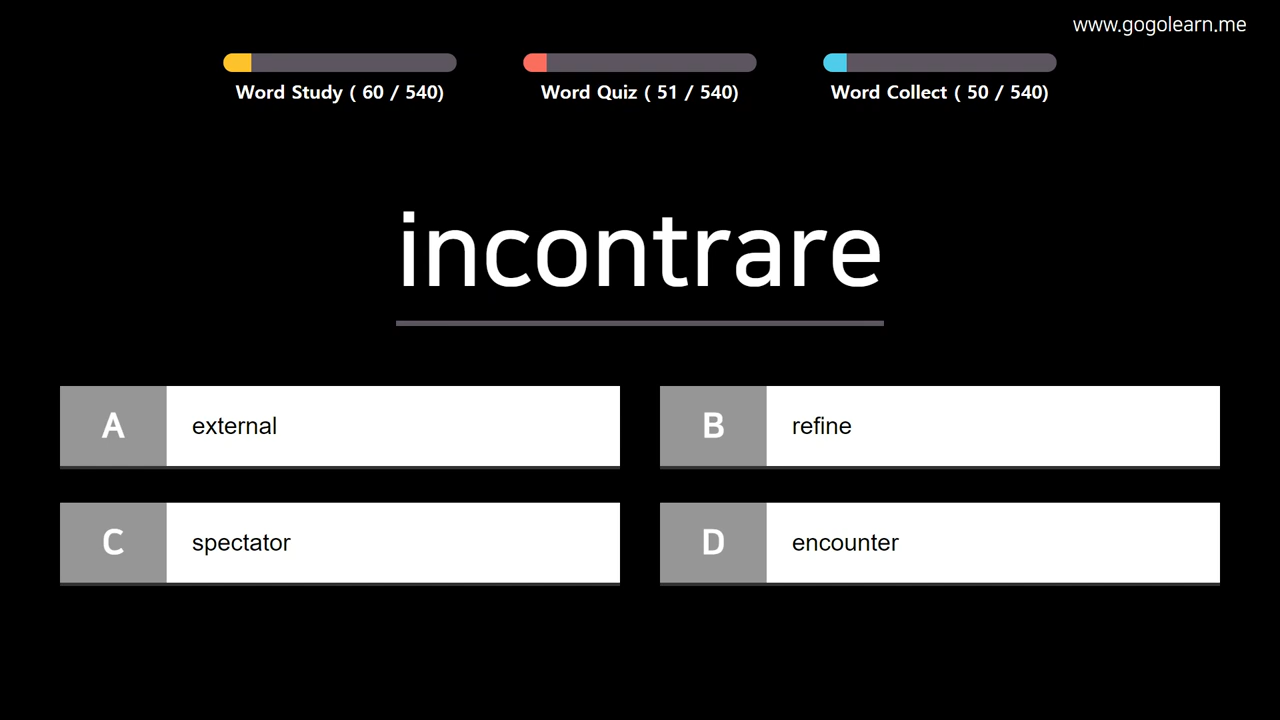 www.gogolearn.me
Word Study ( 60 / 540)
Word Quiz ( 51 / 540)
Word Collect ( 50 / 540)
incontrare
A external
B refine
C spectator
D encounter